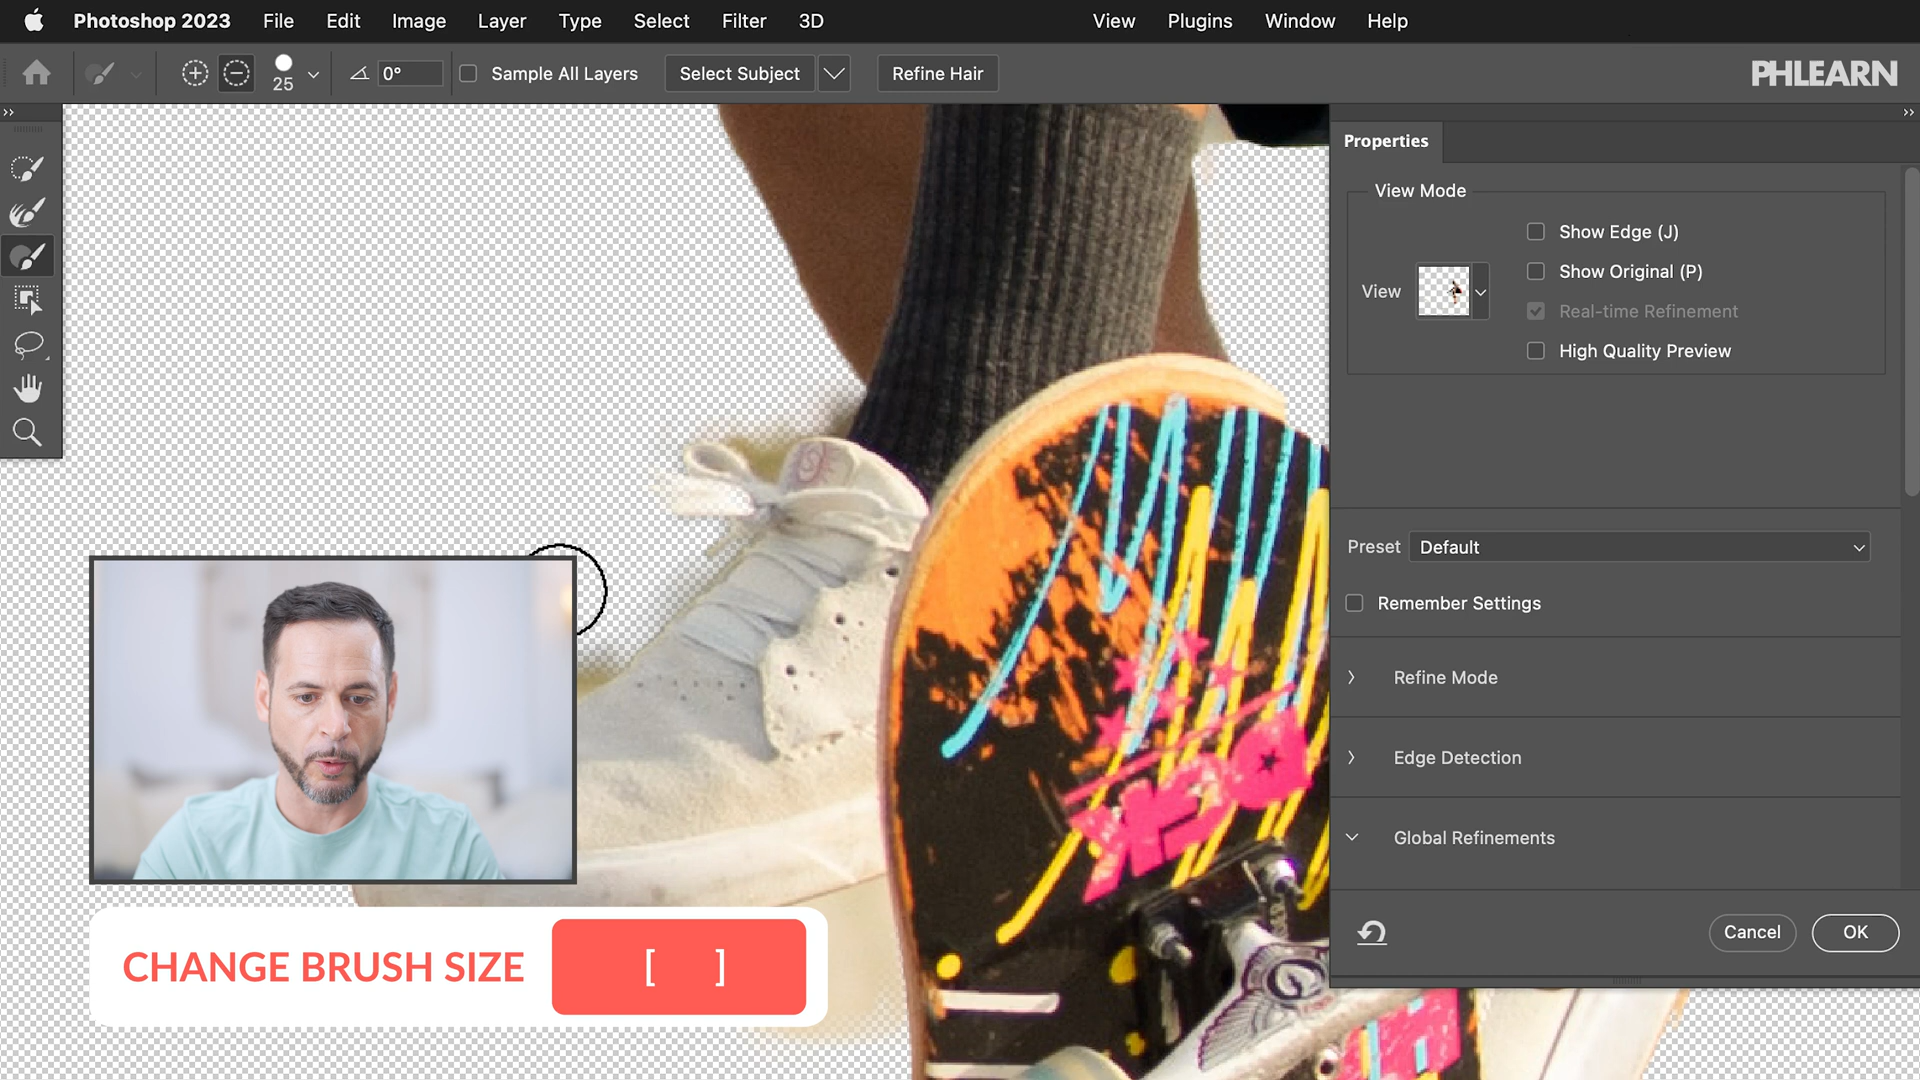 Photoshop 2023 File Edit Image Layer Type Select Filter 3D View Plugins Window Help
25 0° Sample All Layers Select Subject Refine Hair PHLEARN
Properties
View Mode
Show Edge (J)
Show Original (P)
View
Real-time Refinement
High Quality Preview
Preset Default
Remember Settings
Refine Mode
Edge Detection
Global Refinements
Cancel OK
CHANGE BRUSH SIZE [ ]